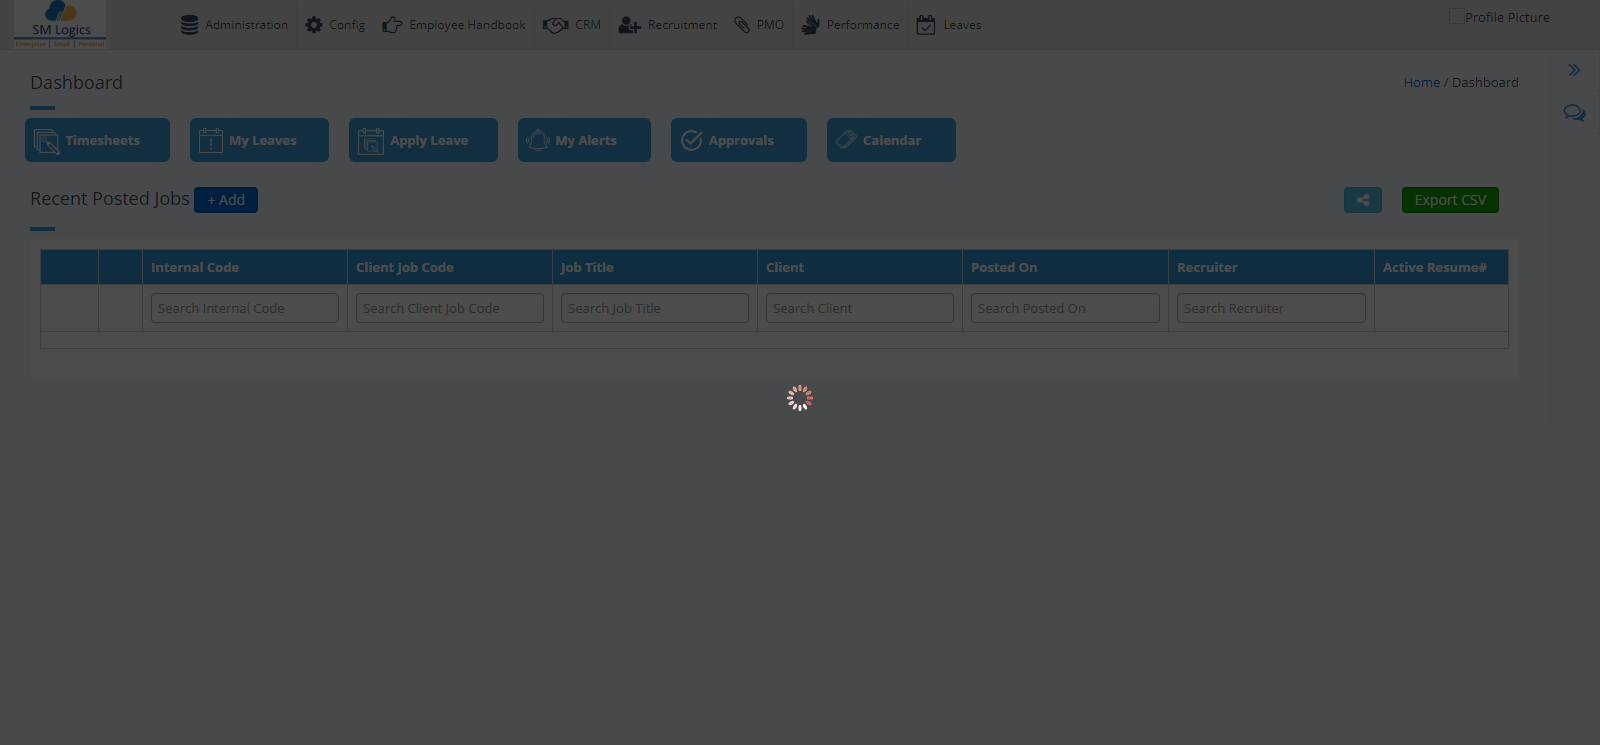 SM Logics
Enterprise | Small | Personal
Administration
Config
Employee Handbook
CRM
Recruitment
PMO
Performance
Leaves
Profile Picture
Dashboard
Home / Dashboard
Timesheets
My Leaves
Apply Leave
My Alerts
Approvals
Calendar
Recent Posted Jobs
+ Add
Export CSV
Internal Code
Client Job Code
Job Title
Client
Posted On
Recruiter
Active Resume#
Search Internal Code
Search Client Job Code
Search Job Title
Search Client
Search Posted On
Search Recruiter